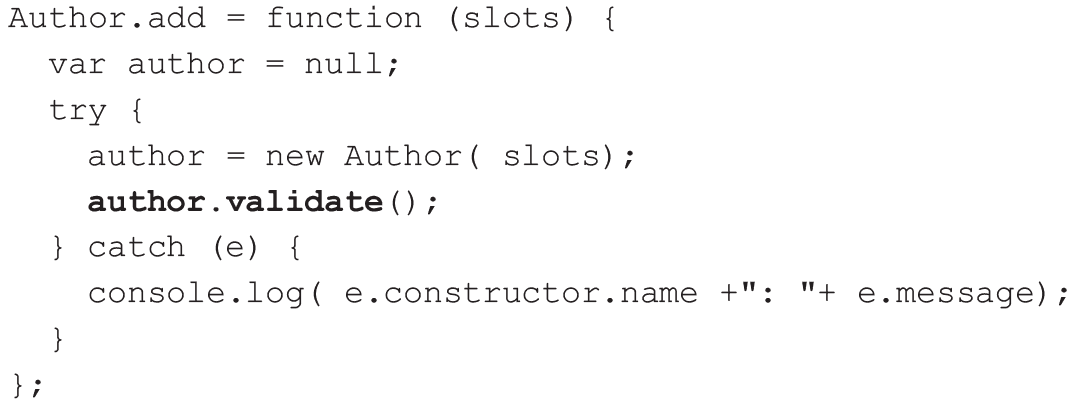 Author.add = function (slots) {
  var author = null;
  try {
    author = new Author( slots);
    author.validate();
  } catch (e) {
    console.log( e.constructor.name +": "+ e.message);
  }
};